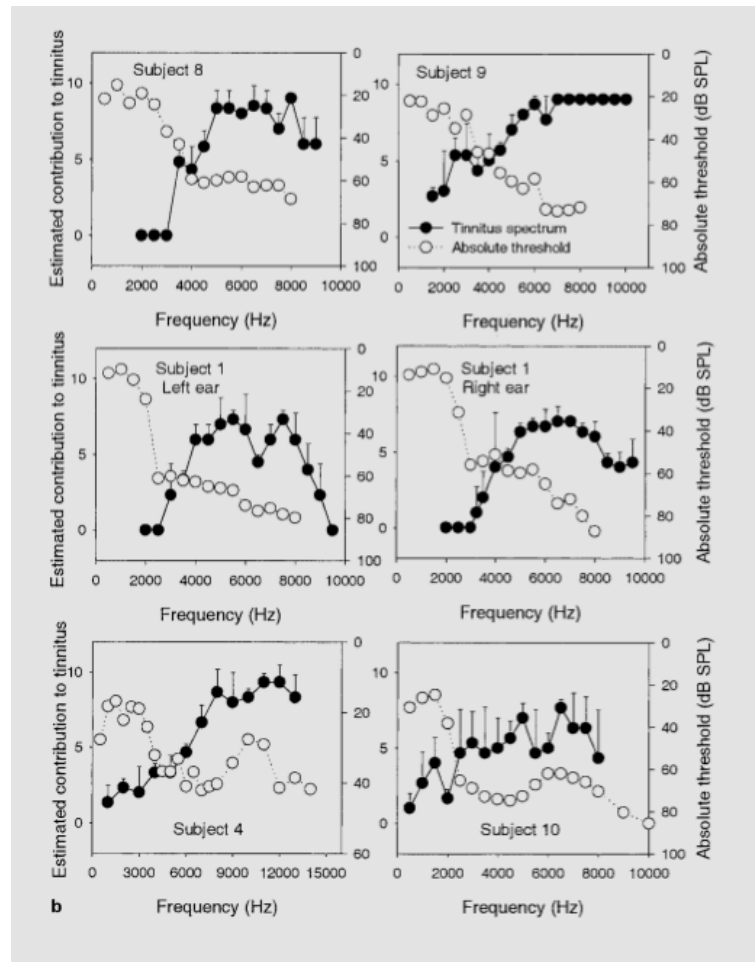 Subject 8
10
5
0
0
20
40
60
80
100
0 2000 4000 6000 8000 10000
Frequency (Hz)
Estimated contribution to tinnitus
Subject 9
10
5
0
0
20
40
60
80
100
Tinnitus spectrum
Absolute threshold
0 2000 4000 6000 8000 10000
Frequency (Hz)
Absolute threshold (dB SPL)
Subject 1
Left ear
10
5
0
0
20
40
60
80
100
0 2000 4000 6000 8000 10000
Frequency (Hz)
Estimated contribution to tinnitus
Subject 1
Right ear
10
5
0
0
20
40
60
80
100
0 2000 4000 6000 8000 10000
Frequency (Hz)
Absolute threshold (dB SPL)
Subject 4
10
5
0
0
20
40
60
0 3000 6000 9000 12000 15000
Frequency (Hz)
Estimated contribution to tinnitus
Subject 10
10
5
0
0
20
40
60
80
100
0 2000 4000 6000 8000 10000
Frequency (Hz)
Absolute threshold (dB SPL)
b